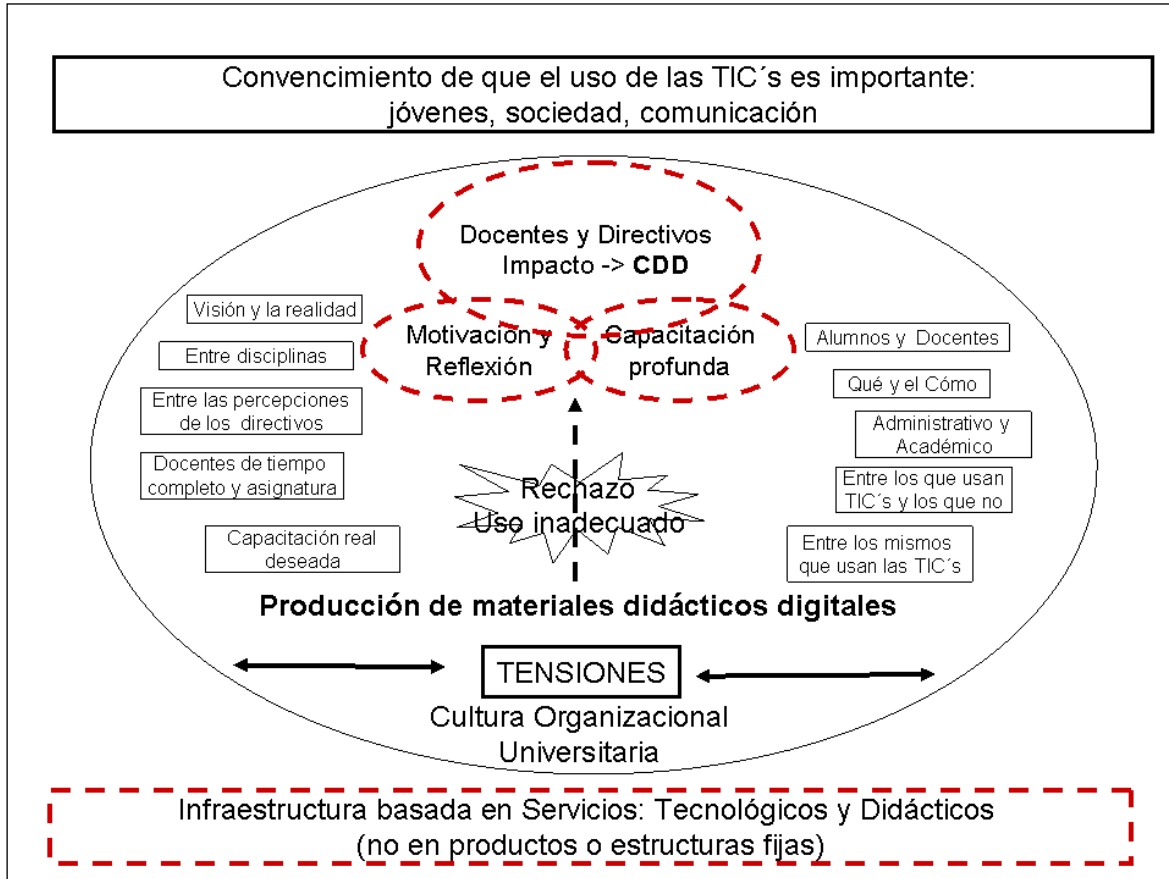 Convencimiento de que el uso de las TIC´s es importante:
jóvenes, sociedad, comunicación
Docentes y Directivos
Impacto -> CDD
Motivación y
Reflexión
Capacitación
profunda
Visión y la realidad
Entre disciplinas
Entre las percepciones
de los directivos
Docentes de tiempo
completo y asignatura
Capacitación real
deseada
Alumnos y Docentes
Qué y el Cómo
Administrativo y
Académico
Entre los que usan
TIC´s y los que no
Entre los mismos
que usan las TIC´s
Rechazo
Uso inadecuado
Producción de materiales didácticos digitales
TENSIONES
Cultura Organizacional
Universitaria
Infraestructura basada en Servicios: Tecnológicos y Didácticos
(no en productos o estructuras fijas)